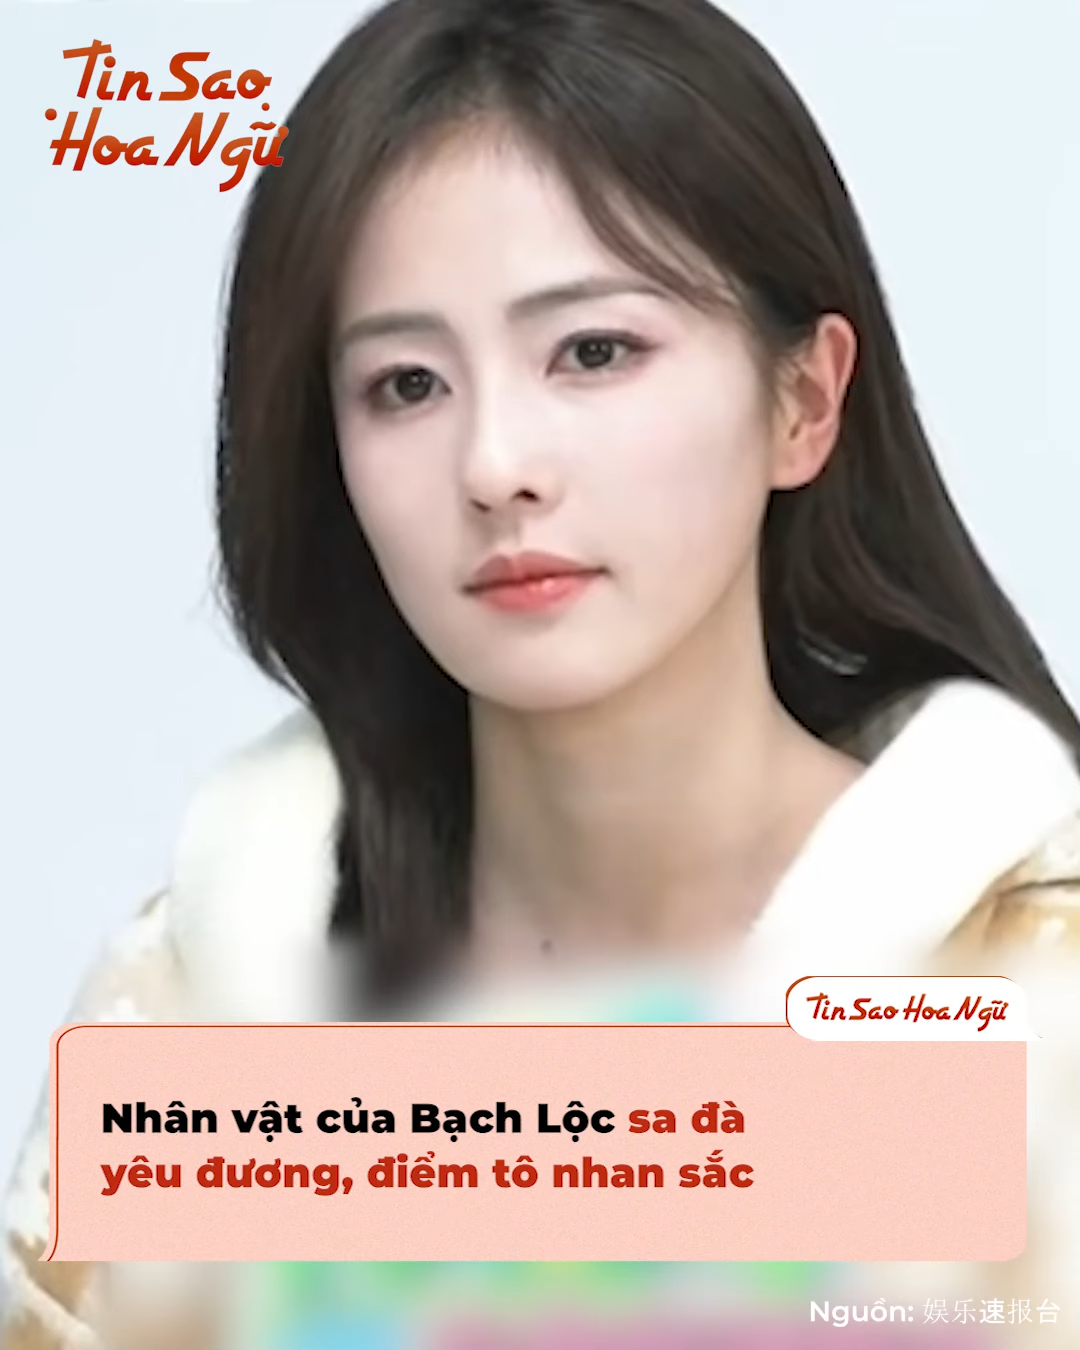 Tin Sao
Hoa Ngữ
Tin Sao Hoa Ngữ
Nhân vật của Bạch Lộc sa đà
yêu đương, điểm tô nhan sắc
Nguồn: 娱乐速报台